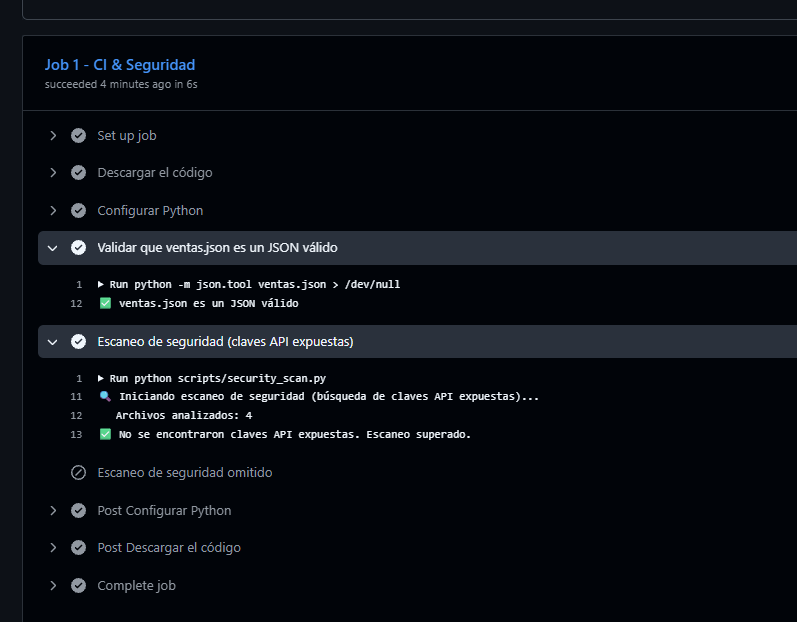 Job 1 - CI & Seguridad
succeeded 4 minutes ago in 6s
Set up job
Descargar el código
Configurar Python
Validar que ventas.json es un JSON válido
1 ▶ Run python -m json.tool ventas.json > /dev/null
12 ✅ ventas.json es un JSON válido
Escaneo de seguridad (claves API expuestas)
1 ▶ Run python scripts/security_scan.py
11 🔍 Iniciando escaneo de seguridad (búsqueda de claves API expuestas)...
12 Archivos analizados: 4
13 ✅ No se encontraron claves API expuestas. Escaneo superado.
Escaneo de seguridad omitido
Post Configurar Python
Post Descargar el código
Complete job